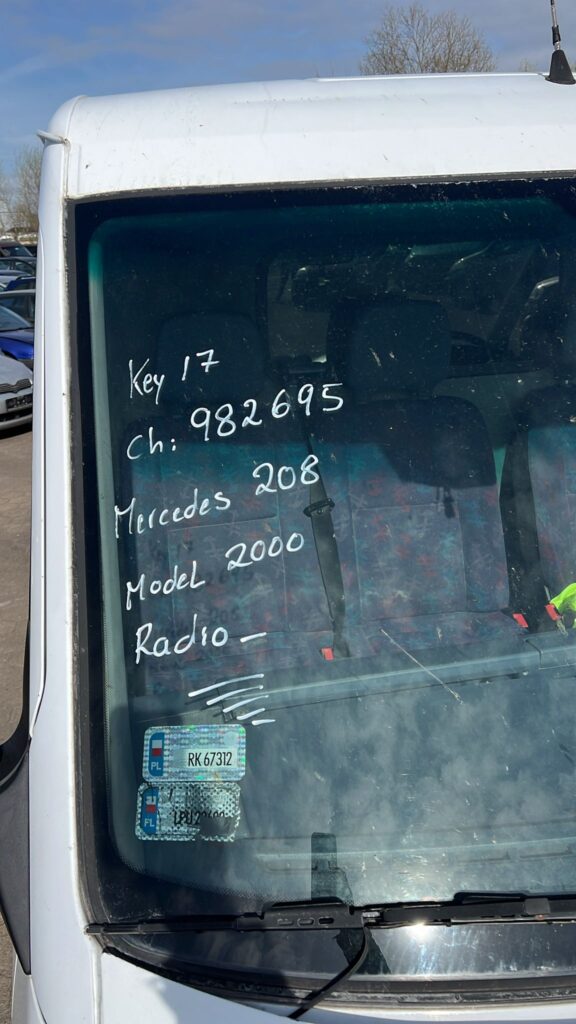 Key 17
Ch: 982695
Mercedes 208
Model 2000
Radio —
PL RK 67312
PL